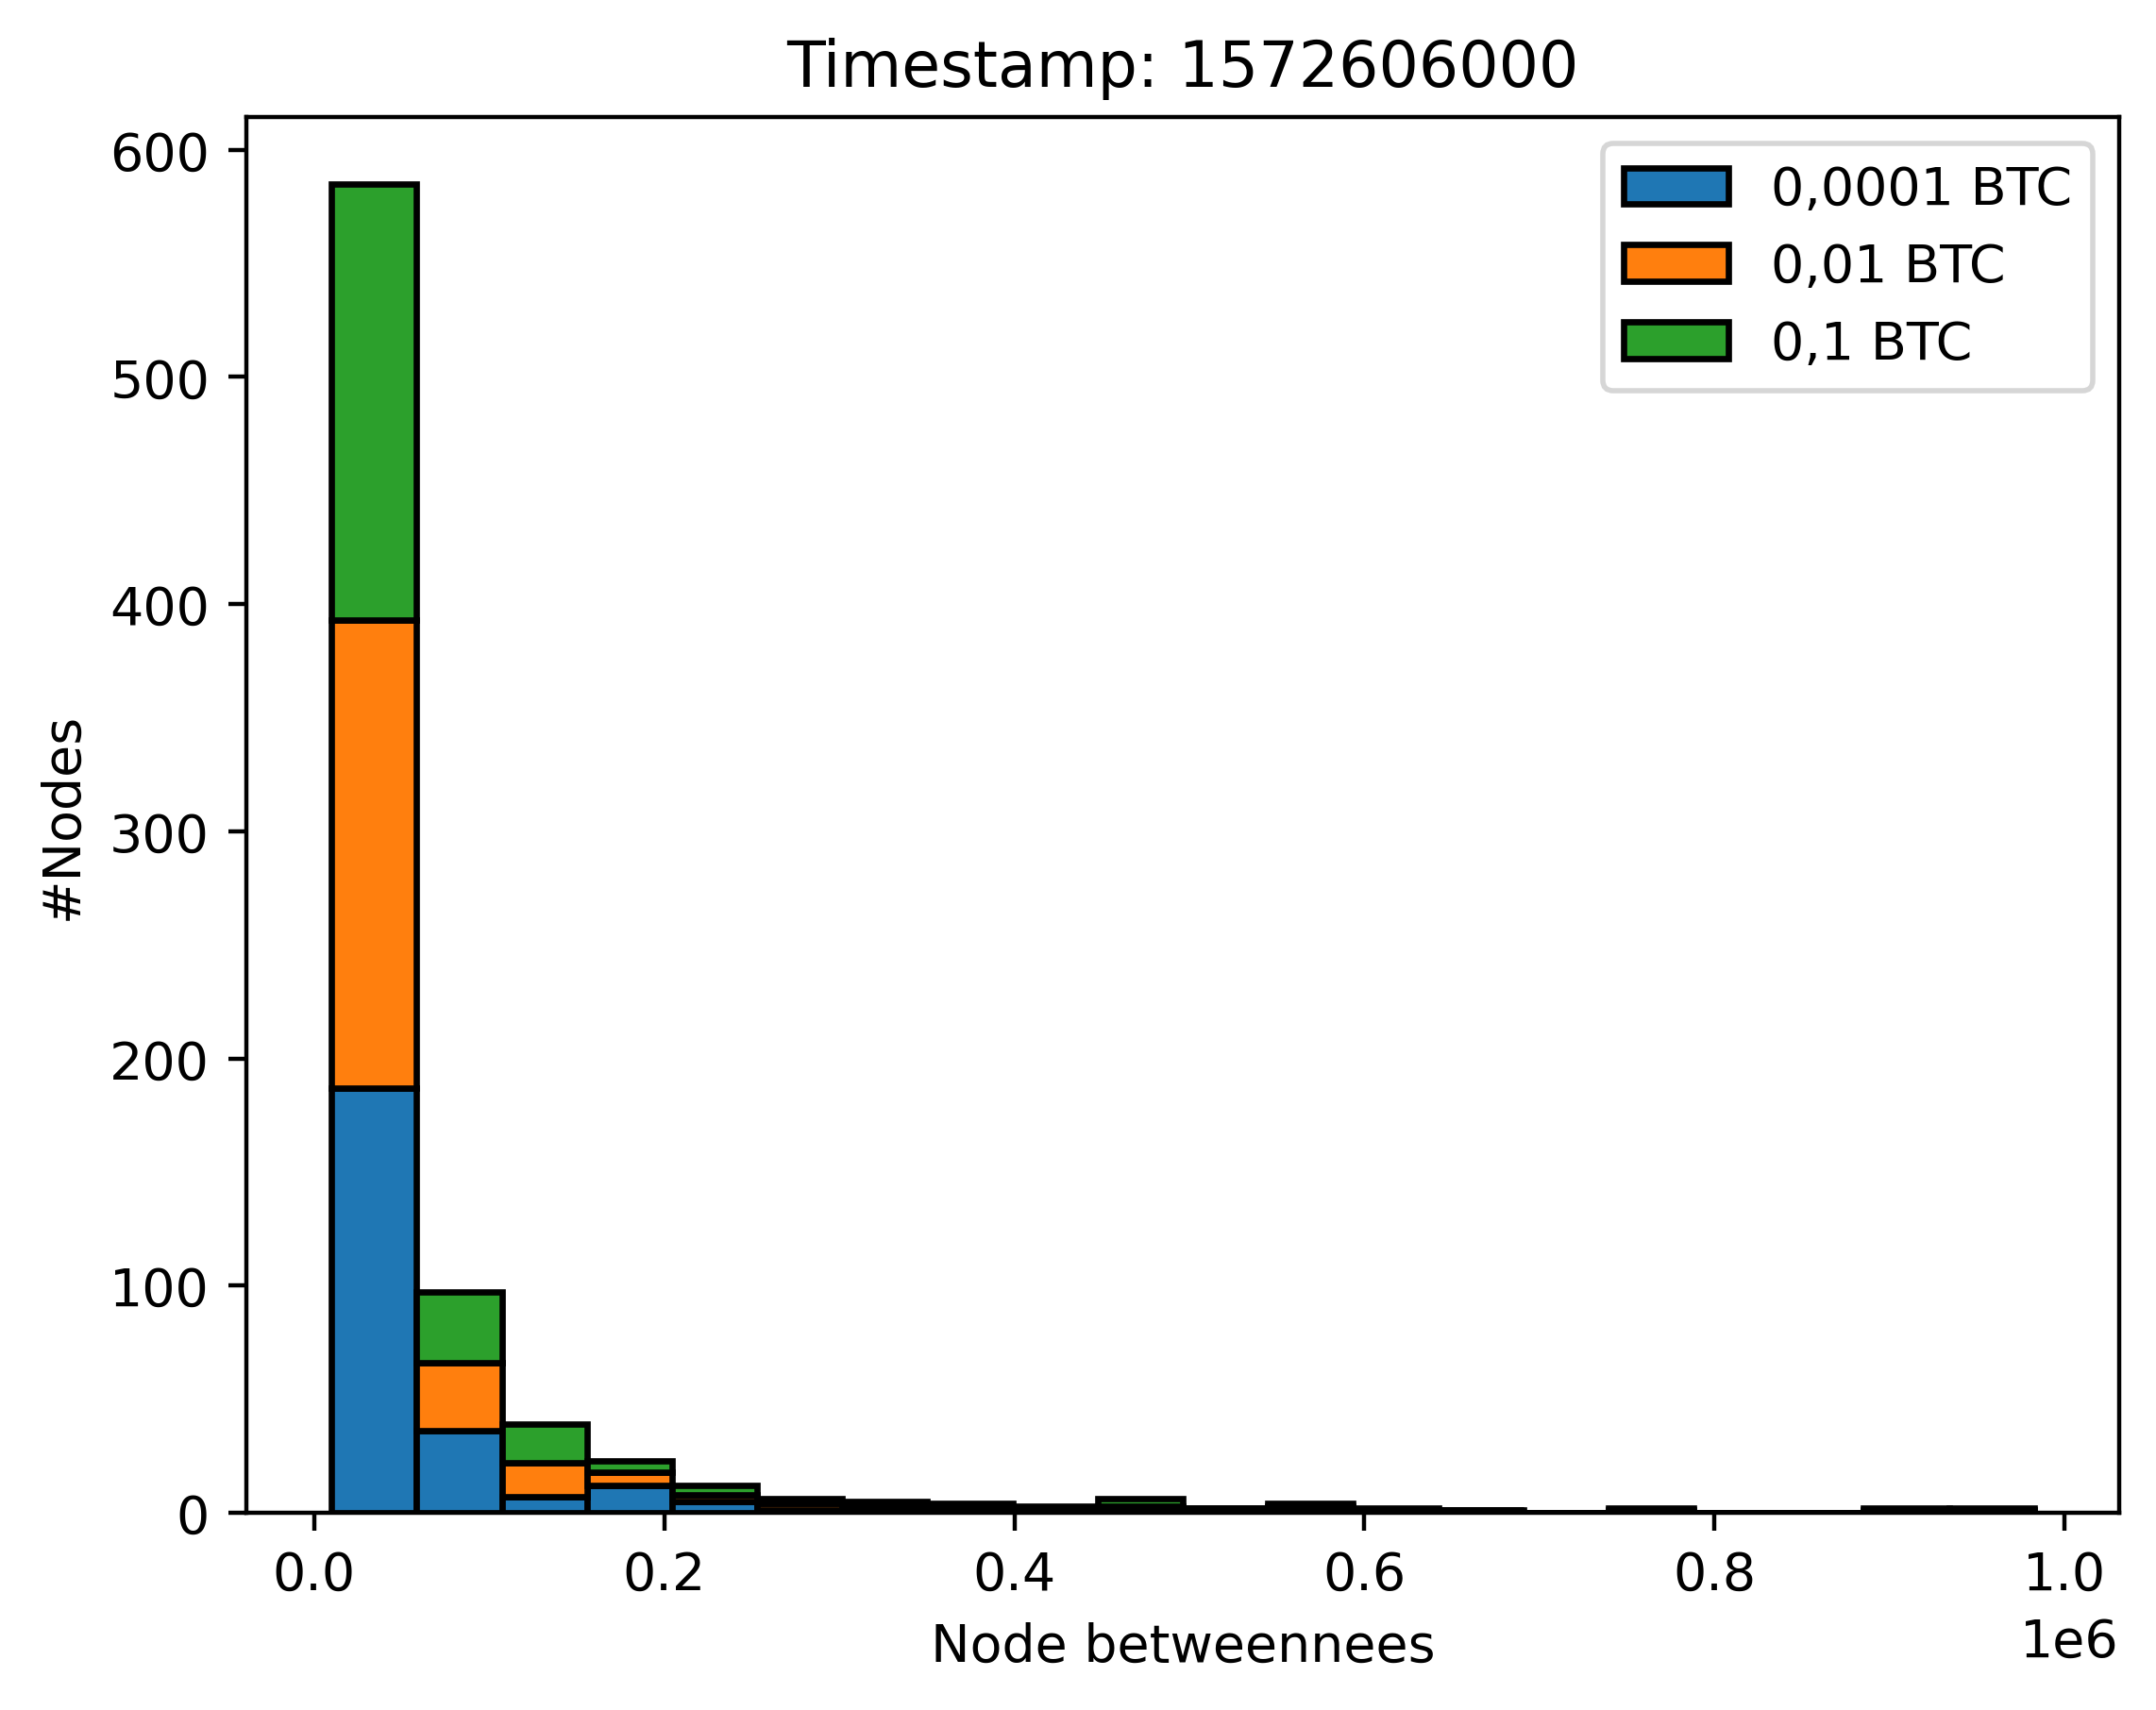 Timestamp: 1572606000
0,0001 BTC
0,01 BTC
0,1 BTC
600
500
400
300
200
100
0
#Nodes
0.0 0.2 0.4 0.6 0.8 1.0
1e6
Node betweennees